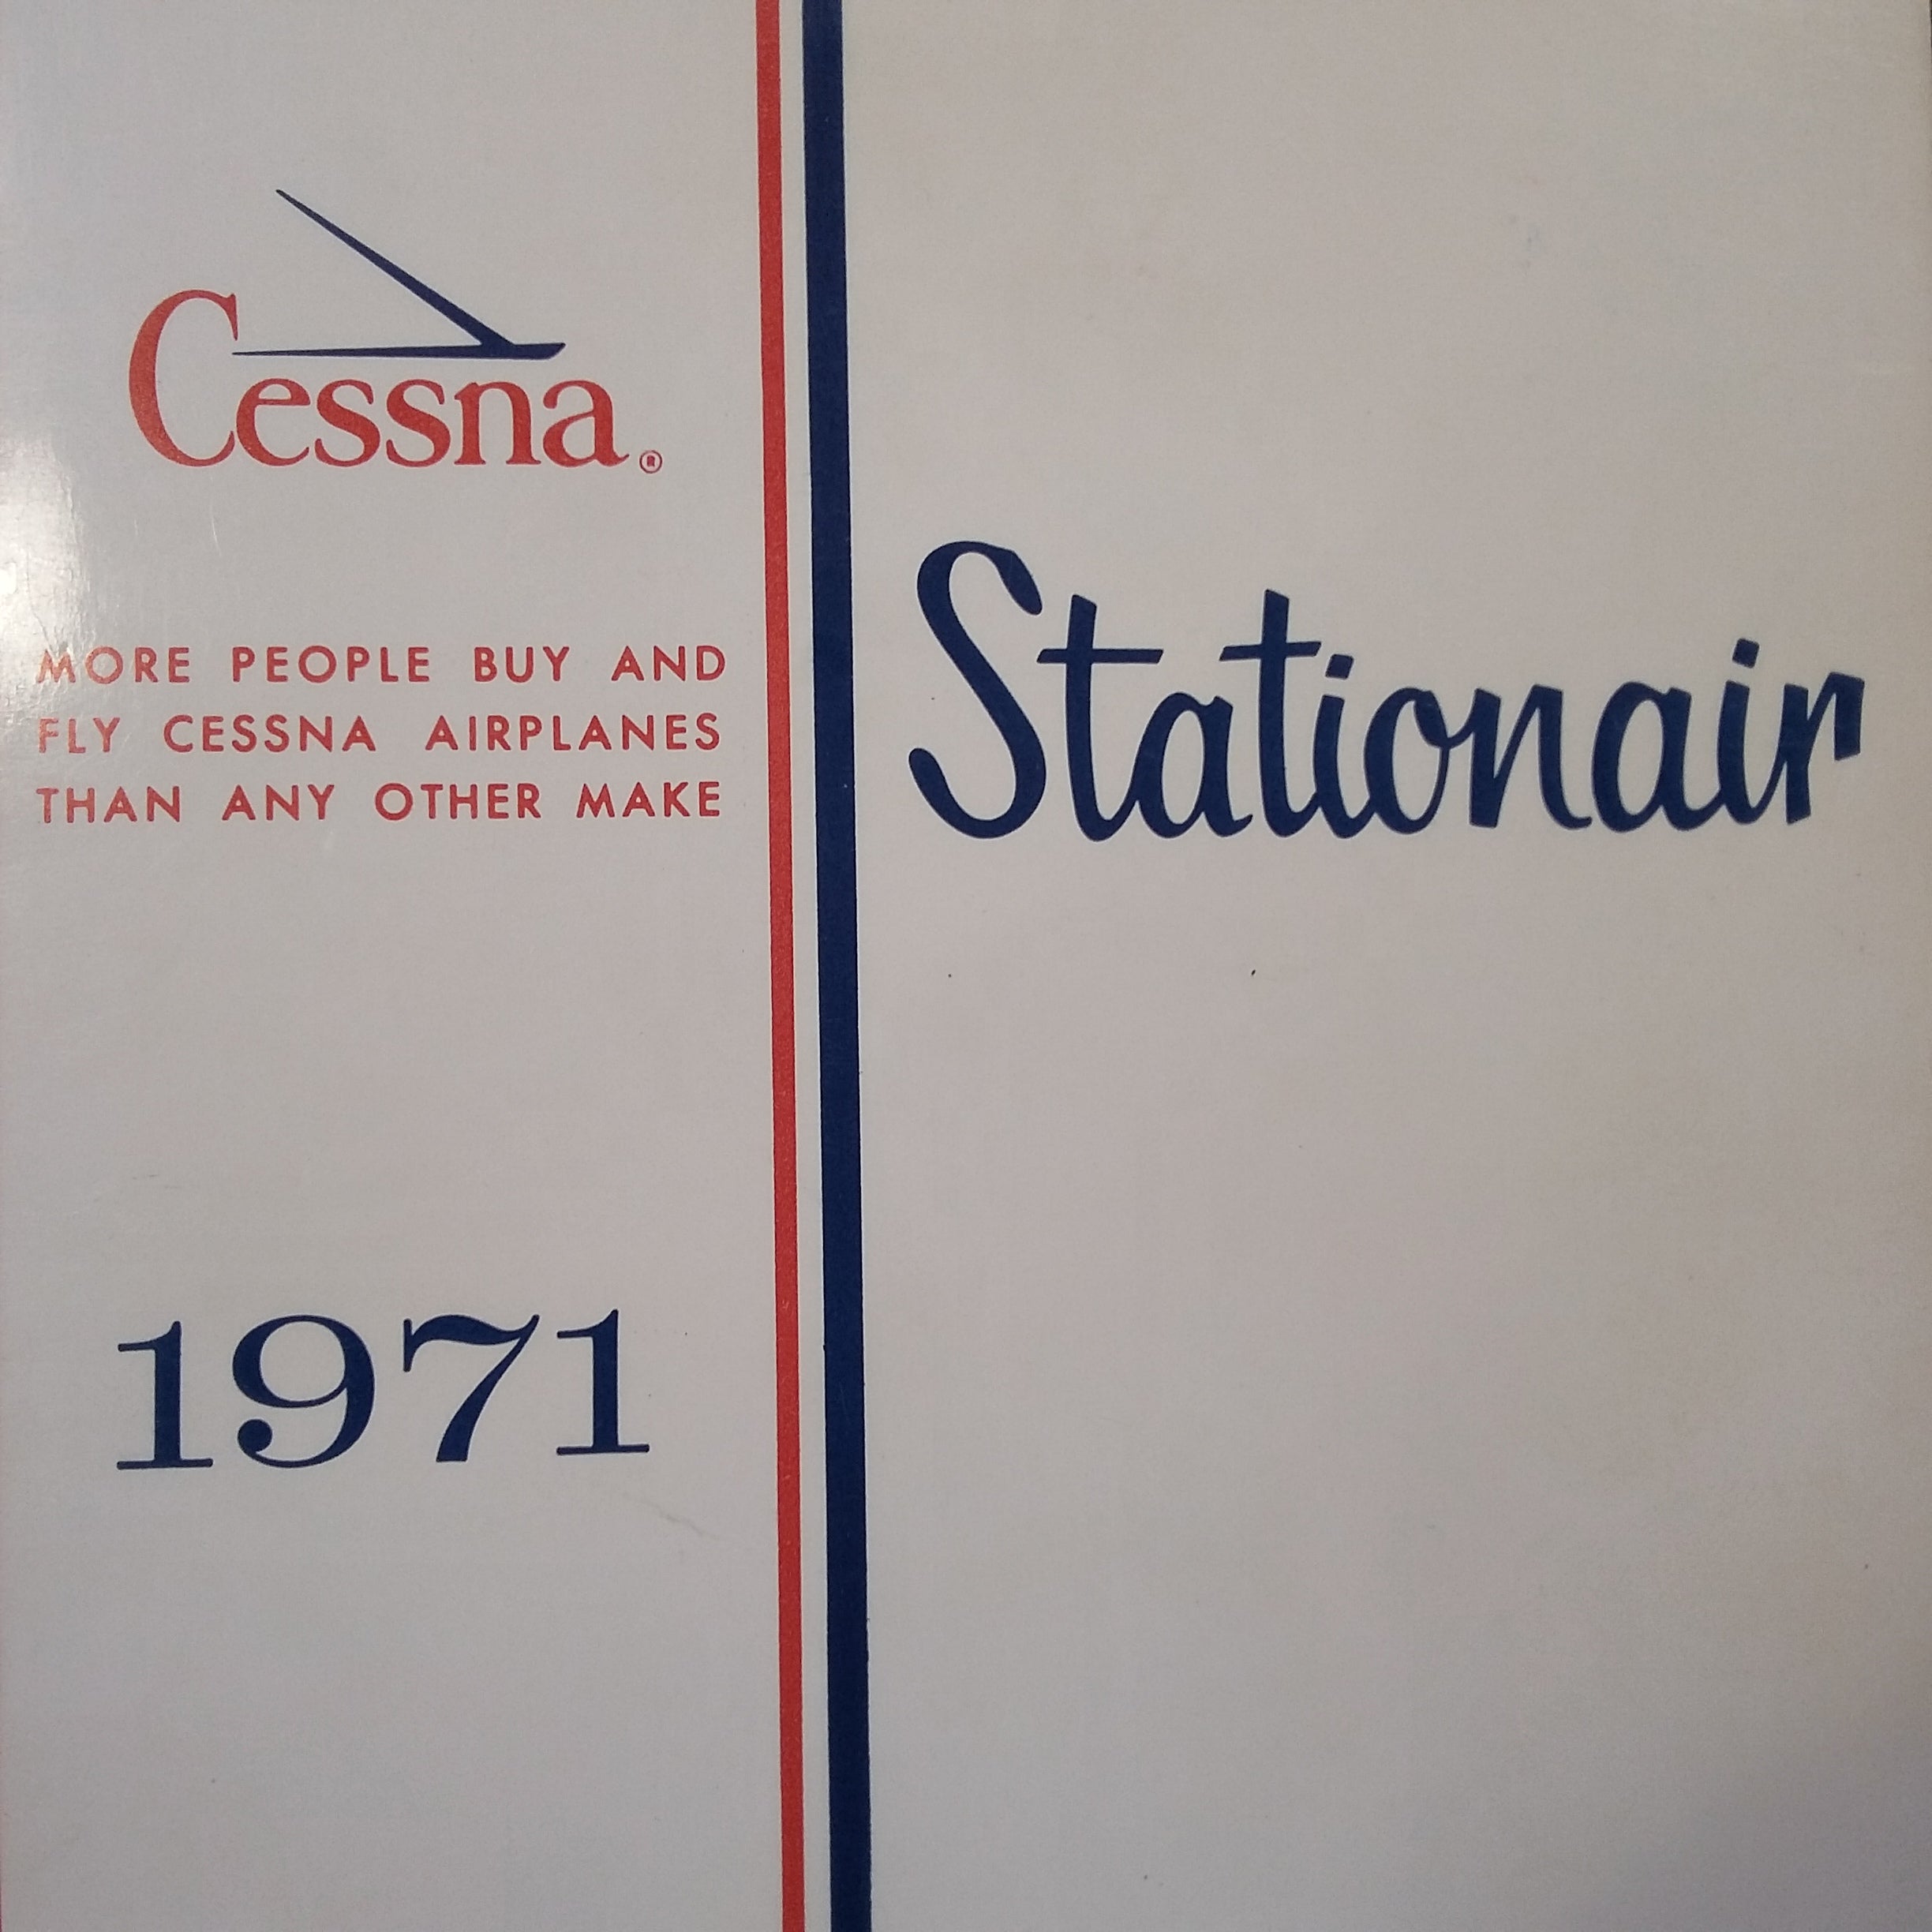 Cessna®
MORE PEOPLE BUY AND
FLY CESSNA AIRPLANES
THAN ANY OTHER MAKE
1971
Stationair